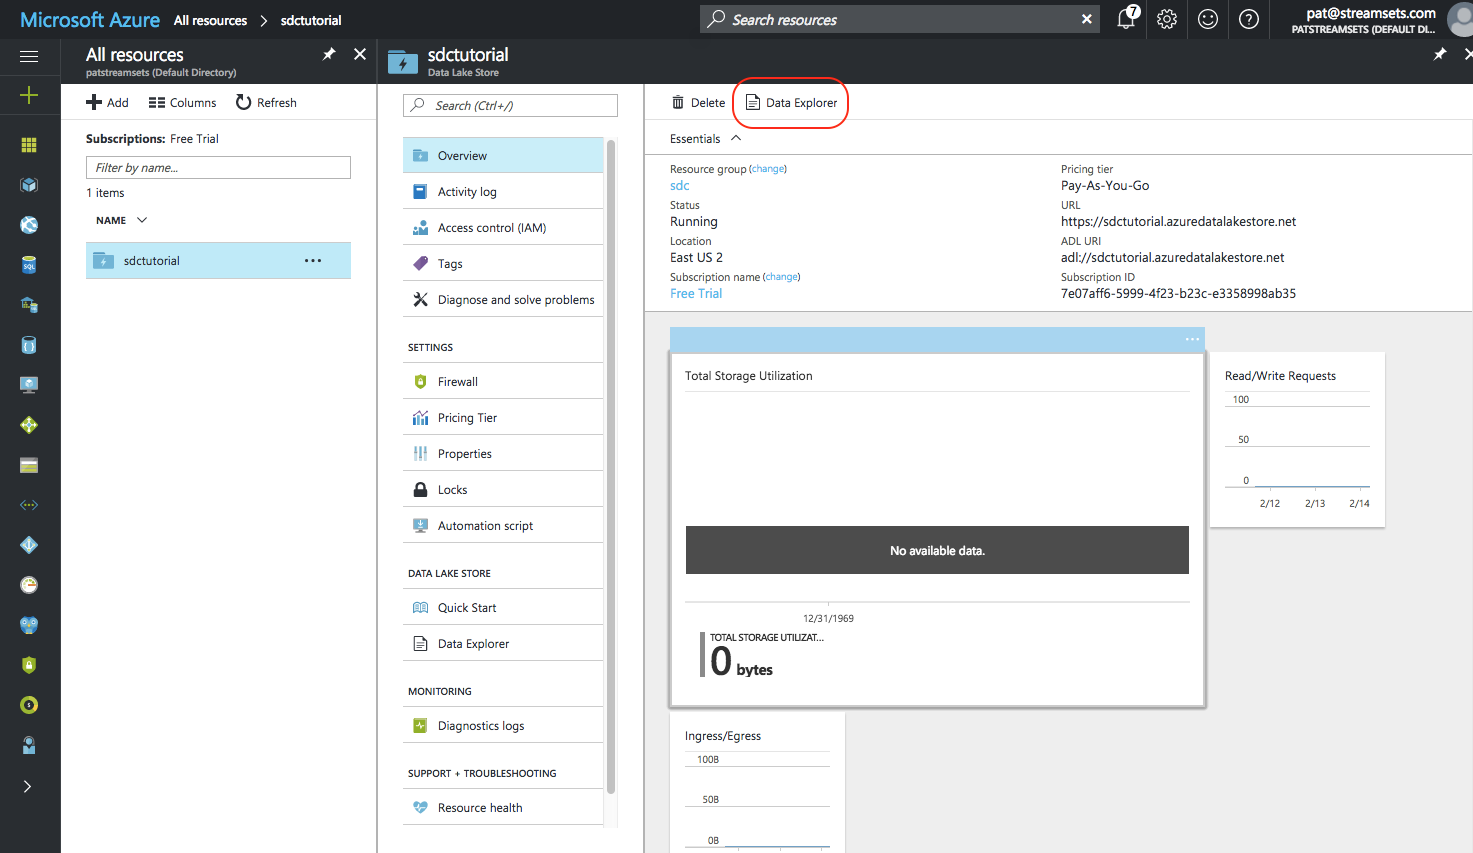 Microsoft Azure All resources > sdctutorial
Search resources
7
pat@streamsets.com
PATSTREAMSETS (DEFAULT DI...
All resources
patstreamsets (Default Directory)
Add Columns Refresh
Subscriptions: Free Trial
Filter by name...
1 items
NAME
sdctutorial ...
sdctutorial
Data Lake Store
Search (Ctrl+/)
Overview
Activity log
Access control (IAM)
Tags
Diagnose and solve problems
SETTINGS
Firewall
Pricing Tier
Properties
Locks
Automation script
DATA LAKE STORE
Quick Start
Data Explorer
MONITORING
Diagnostics logs
SUPPORT + TROUBLESHOOTING
Resource health
Delete Data Explorer
Essentials
Resource group (change)
sdc
Status
Running
Location
East US 2
Subscription name (change)
Free Trial
Pricing tier
Pay-As-You-Go
URL
https://sdctutorial.azuredatalakestore.net
ADL URI
adl://sdctutorial.azuredatalakestore.net
Subscription ID
7e07aff6-5999-4f23-b23c-e3358998ab35
...
Total Storage Utilization
No available data.
12/31/1969
TOTAL STORAGE UTILIZAT...
0 bytes
Read/Write Requests
100
50
0
2/12 2/13 2/14
Ingress/Egress
100B
50B
0B
SQL